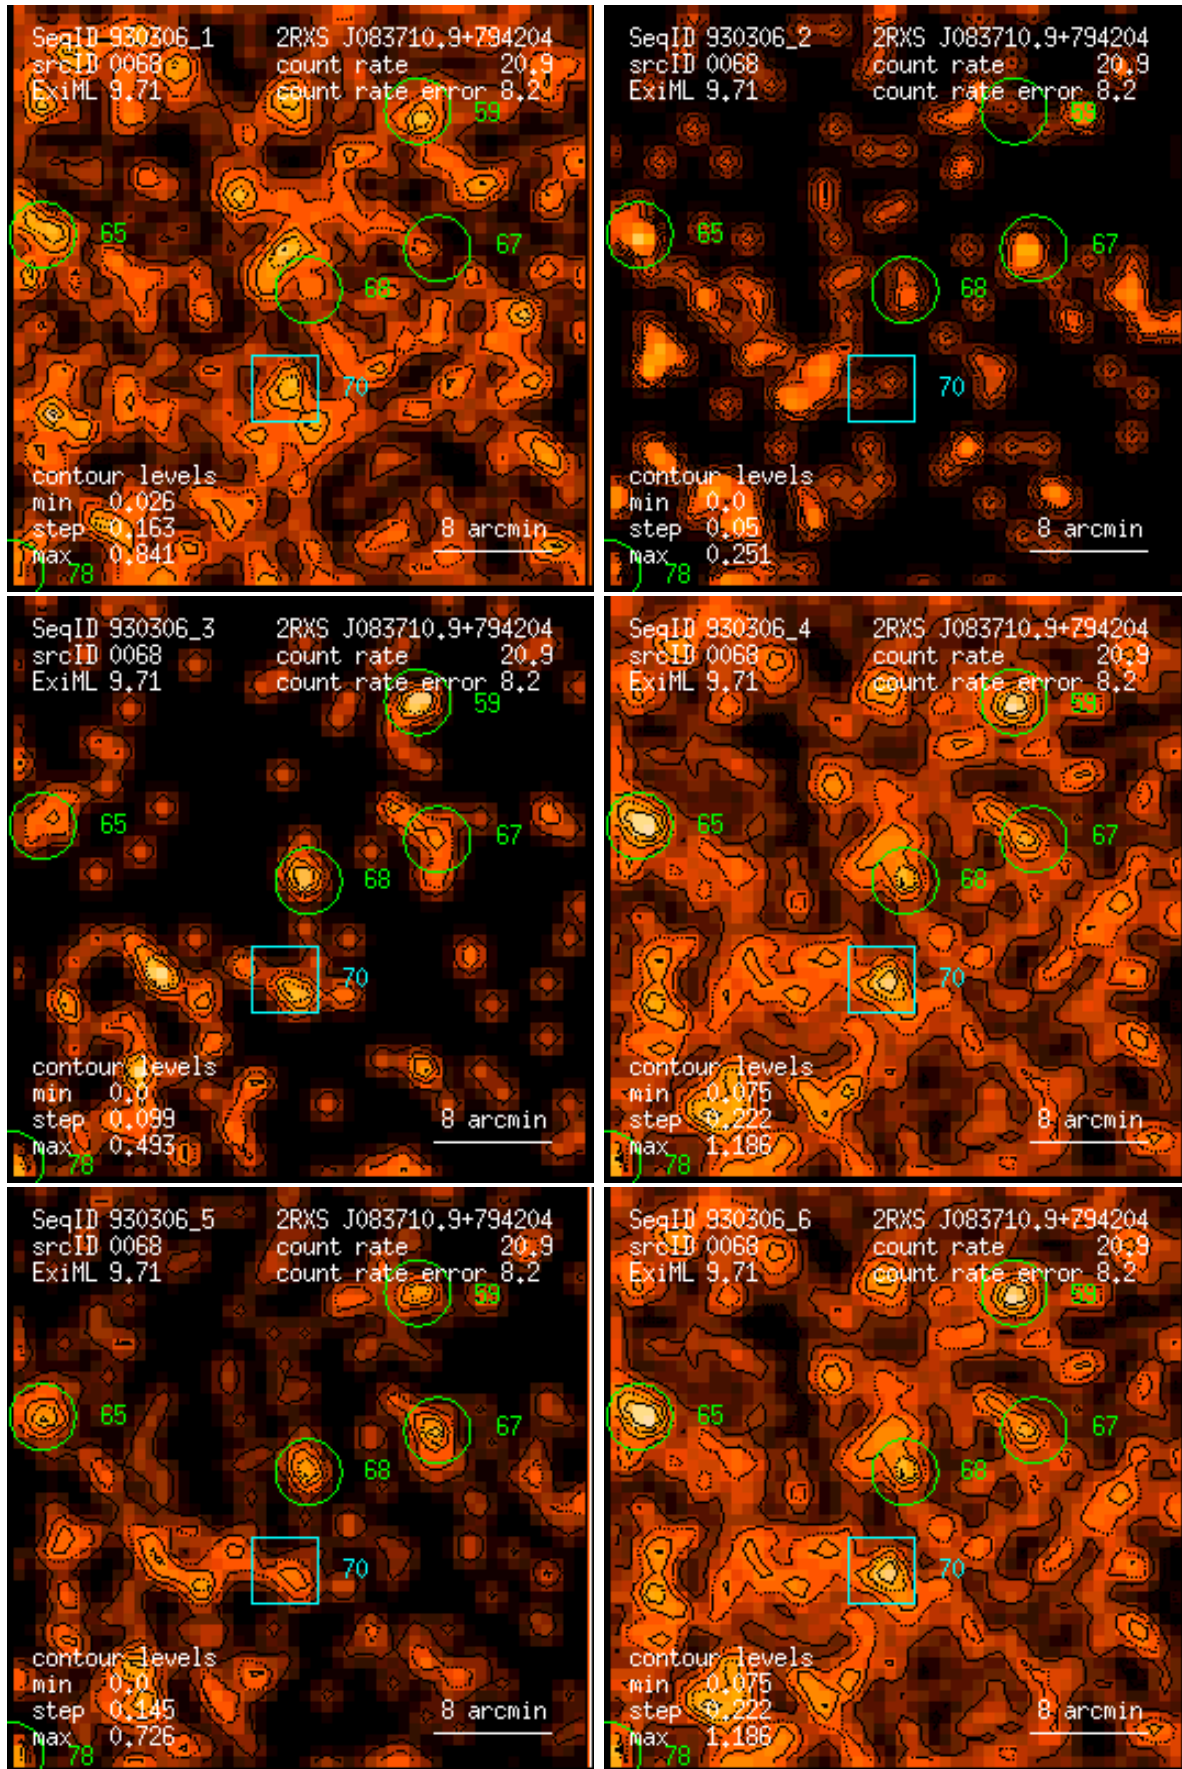 SeqID 930306_1 2RXS J083710.9+794204
srcID 0068 count rate 20.9
ExiML 9.71 count rate error 8.2
59
65
67
68
70
contour levels
min 0.026
step 0.163 8 arcmin
max 0.841
78
SeqID 930306_2 2RXS J083710.9+794204
srcID 0068 count rate 20.9
ExiML 9.71 count rate error 8.2
59
65
67
68
70
contour levels
min 0.0
step 0.05 8 arcmin
max 0.251
78
SeqID 930306_3 2RXS J083710.9+794204
srcID 0068 count rate 20.9
ExiML 9.71 count rate error 8.2
59
65
67
68
70
contour levels
min 0.0
step 0.099 8 arcmin
max 0.493
78
SeqID 930306_4 2RXS J083710.9+794204
srcID 0068 count rate 20.9
ExiML 9.71 count rate error 8.2
59
65
67
68
70
contour levels
min 0.075
step 0.222 8 arcmin
max 1.186
78
SeqID 930306_5 2RXS J083710.9+794204
srcID 0068 count rate 20.9
ExiML 9.71 count rate error 8.2
59
65
67
68
70
contour levels
min 0.0
step 0.145 8 arcmin
max 0.726
78
SeqID 930306_6 2RXS J083710.9+794204
srcID 0068 count rate 20.9
ExiML 9.71 count rate error 8.2
59
65
67
68
70
contour levels
min 0.075
step 0.222 8 arcmin
max 1.186
78